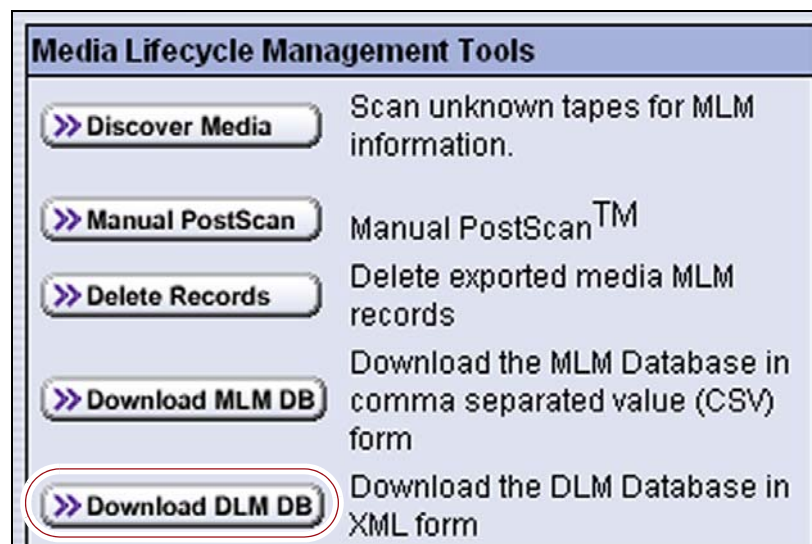 Media Lifecycle Management Tools
>> Discover Media
Scan unknown tapes for MLM
information.
>> Manual PostScan
Manual PostScan™
>> Delete Records
Delete exported media MLM
records
>> Download MLM DB
Download the MLM Database in
comma separated value (CSV)
form
>> Download DLM DB
Download the DLM Database in
XML form